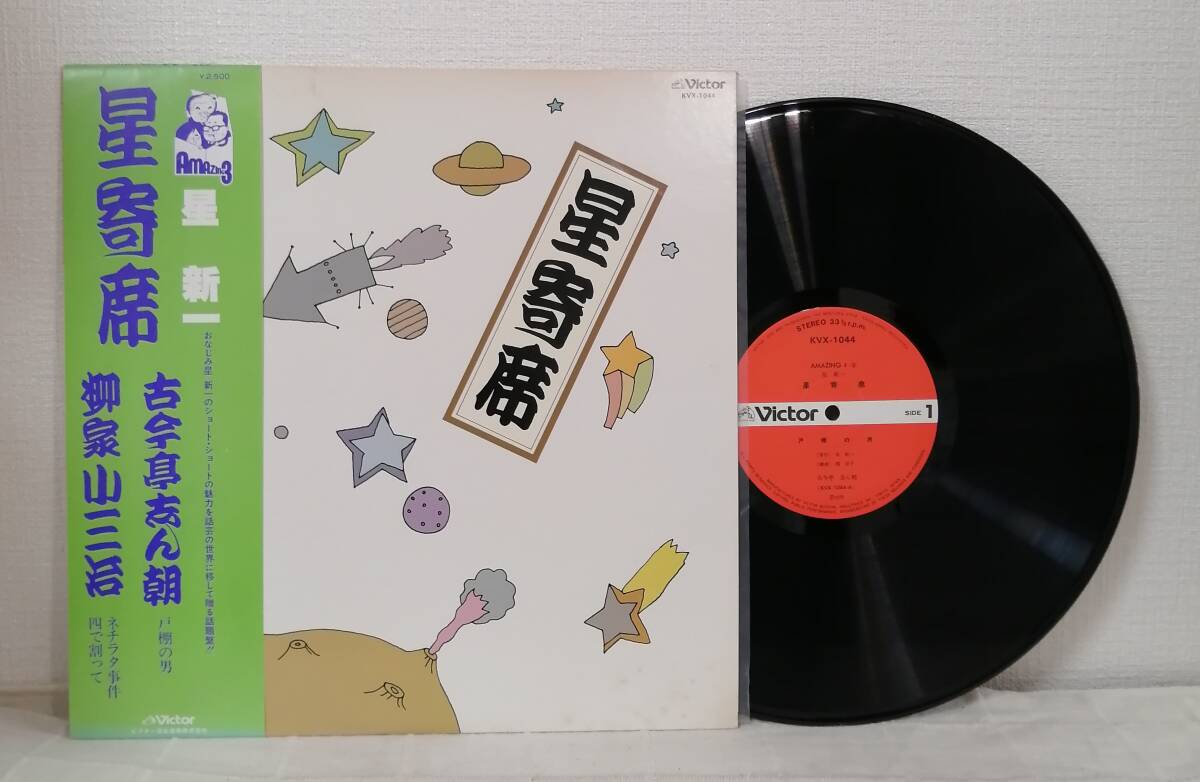 ¥2,500
AMAZING3
星 新一
星寄席
おなじみ星 新一のショート・ショートの魅力を話芸の世界に移して贈る話題盤!!
古今亭志ん朝
戸棚の男
柳家小三治
ネチラタ事件
四で割って
Victor
Victor
KVX-1044
星寄席
STEREO 33⅓ r.p.m.
KVX-1044
星寄席
Victor
SIDE 1
戸棚の男